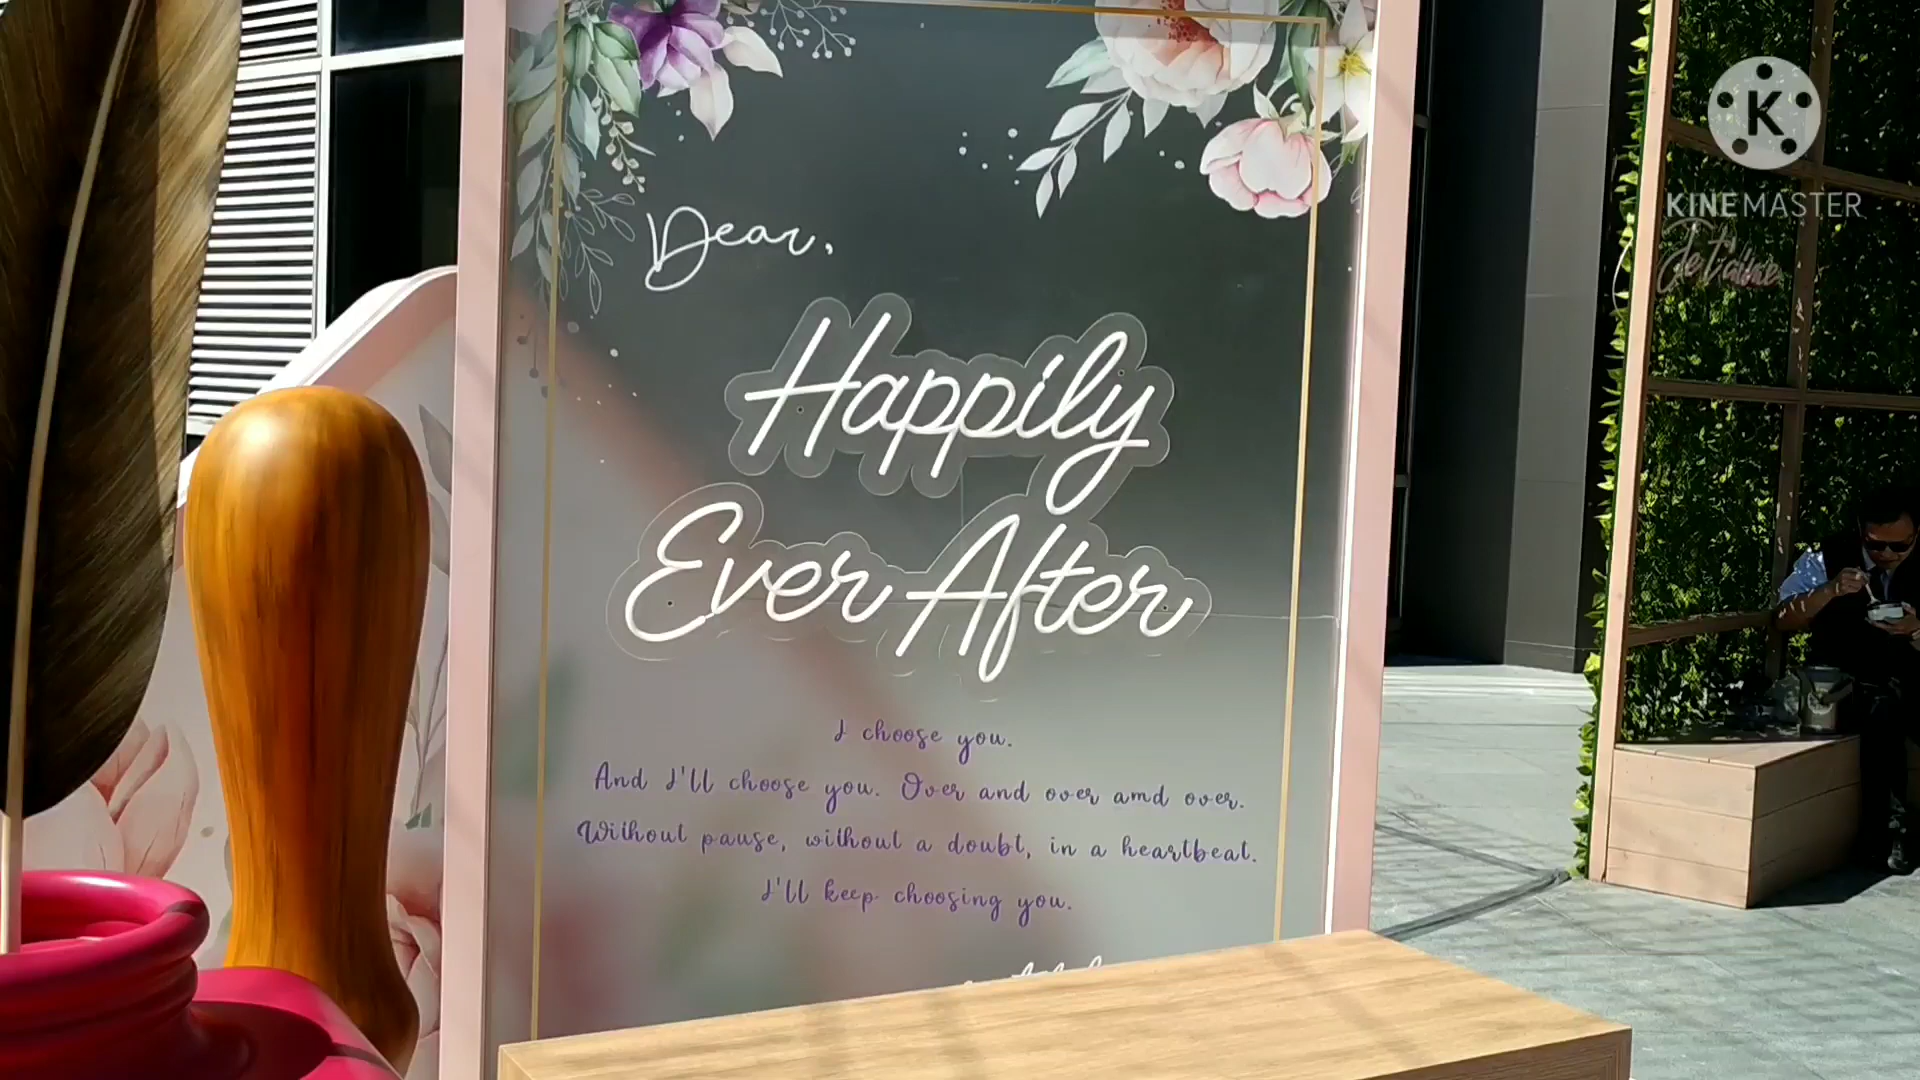 Dear,
Happily
Ever After
I choose you.
And I'll choose you. Over and over amd over.
Without pause, without a doubt, in a heartbeat.
I'll keep choosing you.
K
KINEMASTER
Je t'aime